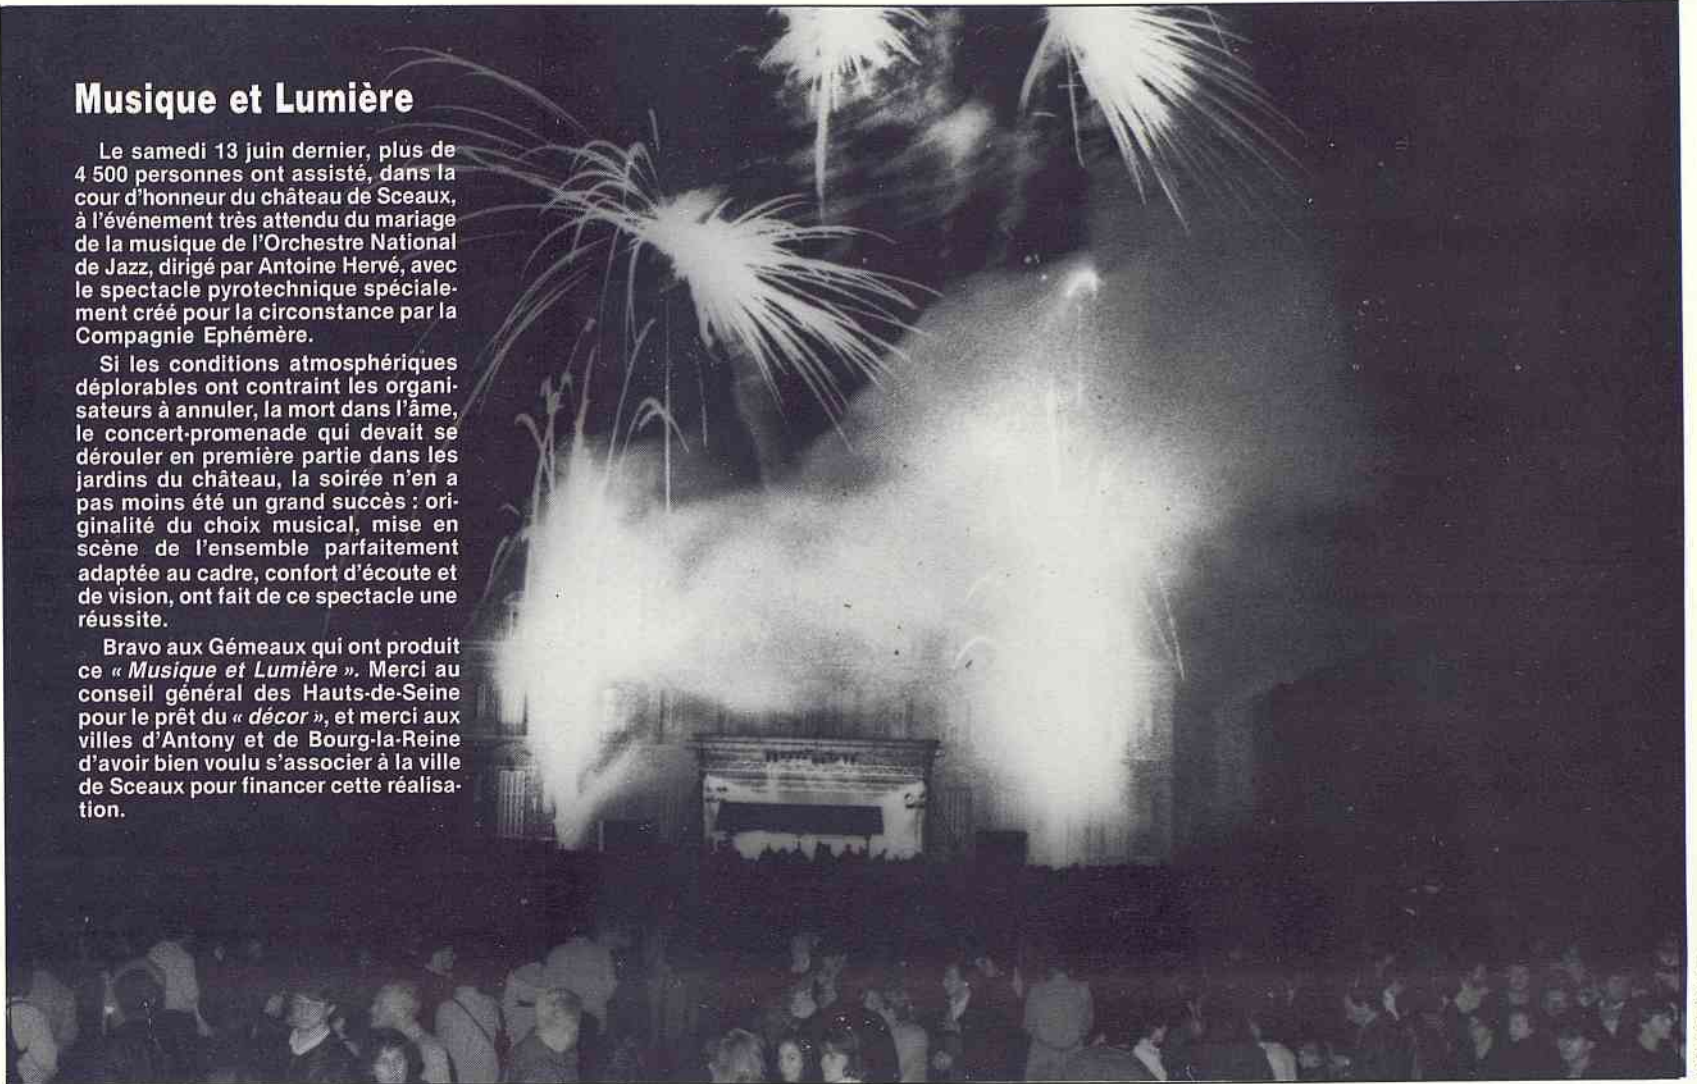 Musique et Lumière
Le samedi 13 juin dernier, plus de
4 500 personnes ont assisté, dans la
cour d'honneur du château de Sceaux,
à l'événement très attendu du mariage
de la musique de l'Orchestre National
de Jazz, dirigé par Antoine Hervé, avec
le spectacle pyrotechnique spéciale-
ment créé pour la circonstance par la
Compagnie Ephémère.
Si les conditions atmosphériques
déplorables ont contraint les organi-
sateurs à annuler, la mort dans l'âme,
le concert-promenade qui devait se
dérouler en première partie dans les
jardins du château, la soirée n'en a
pas moins été un grand succès : ori-
ginalité du choix musical, mise en
scène de l'ensemble parfaitement
adaptée au cadre, confort d'écoute et
de vision, ont fait de ce spectacle une
réussite.
Bravo aux Gémeaux qui ont produit
ce « Musique et Lumière ». Merci au
conseil général des Hauts-de-Seine
pour le prêt du « décor », et merci aux
villes d'Antony et de Bourg-la-Reine
d'avoir bien voulu s'associer à la ville
de Sceaux pour financer cette réalisa-
tion.